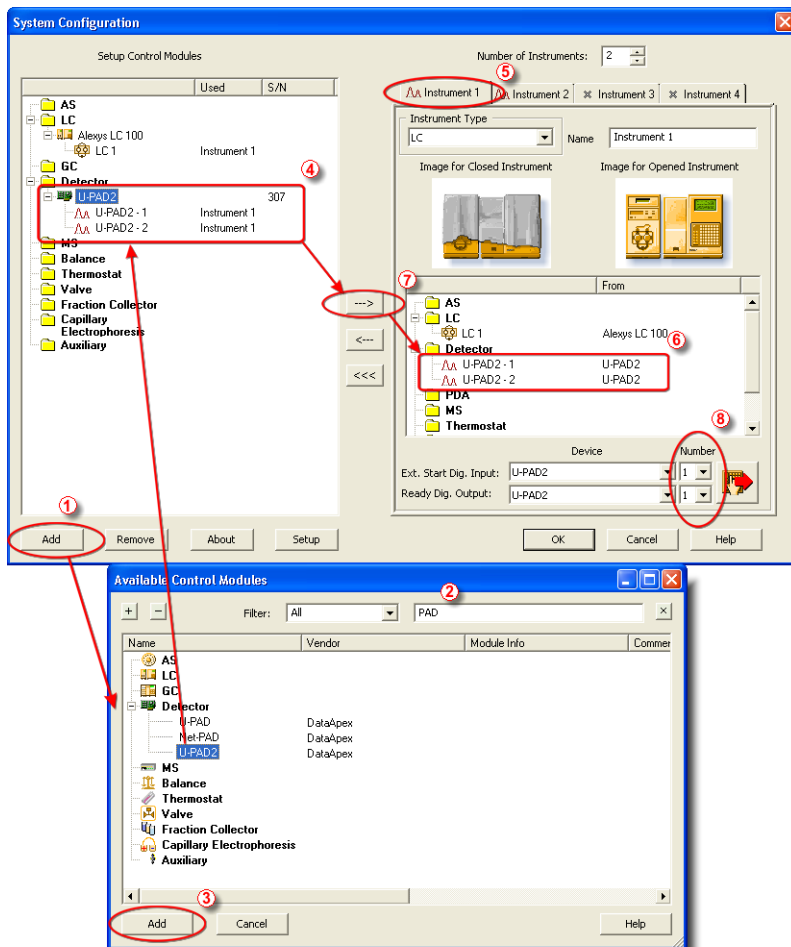 System Configuration
Setup Control Modules
Number of Instruments: 2
Used S/N
AS
LC
Alexys LC 100
LC 1 Instrument 1
GC
Detector
U-PAD2 307
U-PAD2 - 1 Instrument 1
U-PAD2 - 2 Instrument 1
MS
Balance
Thermostat
Valve
Fraction Collector
Capillary
Electrophoresis
Auxiliary
4
--->
<---
<<<
5
Instrument 1 Instrument 2 Instrument 3 Instrument 4
Instrument Type
LC Name Instrument 1
Image for Closed Instrument Image for Opened Instrument
7
From
AS
LC
LC 1 Alexys LC 100
6
Detector
U-PAD2 - 1 U-PAD2
U-PAD2 - 2 U-PAD2
PDA
MS
Thermostat
8
Device Number
Ext. Start Dig. Input: U-PAD2 1
Ready Dig. Output: U-PAD2 1
1
Add Remove About Setup
OK Cancel Help
Available Control Modules
2
+ - Filter: All PAD ×
Name Vendor Module Info Commer
AS
LC
GC
Detector
U-PAD DataApex
Net-PAD DataApex
U-PAD2 DataApex
MS
Balance
Thermostat
Valve
Fraction Collector
Capillary Electrophoresis
Auxiliary
3
Add Cancel Help